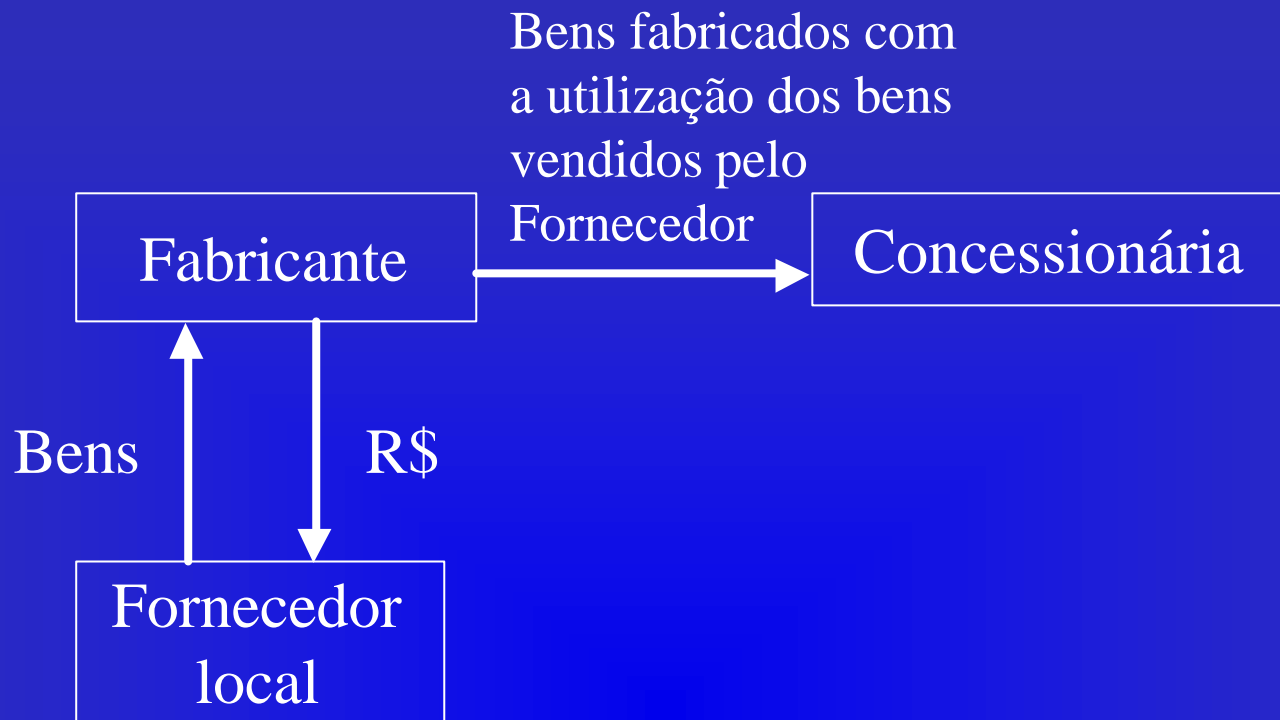 Bens fabricados com
a utilização dos bens
vendidos pelo
Fornecedor
Fabricante
Concessionária
Bens
R$
Fornecedor
local